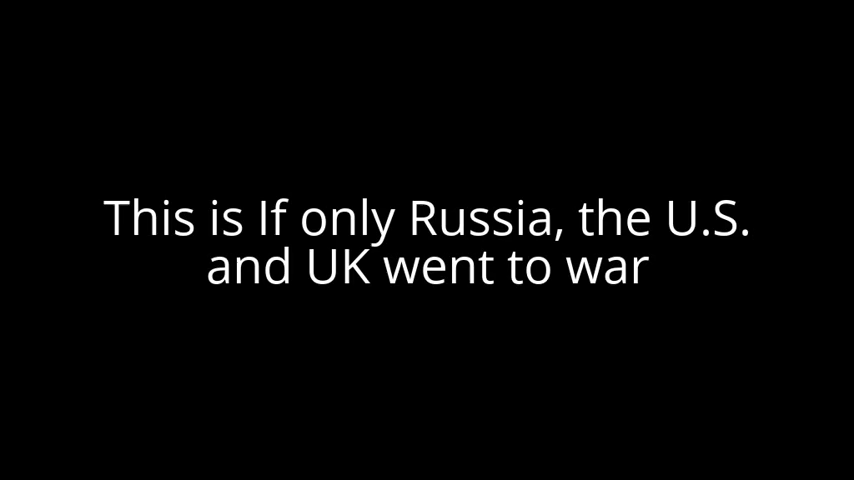 This is If only Russia, the U.S.
and UK went to war